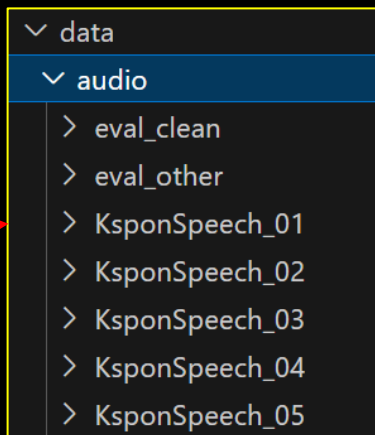 data
audio
eval_clean
eval_other
KsponSpeech_01
KsponSpeech_02
KsponSpeech_03
KsponSpeech_04
KsponSpeech_05